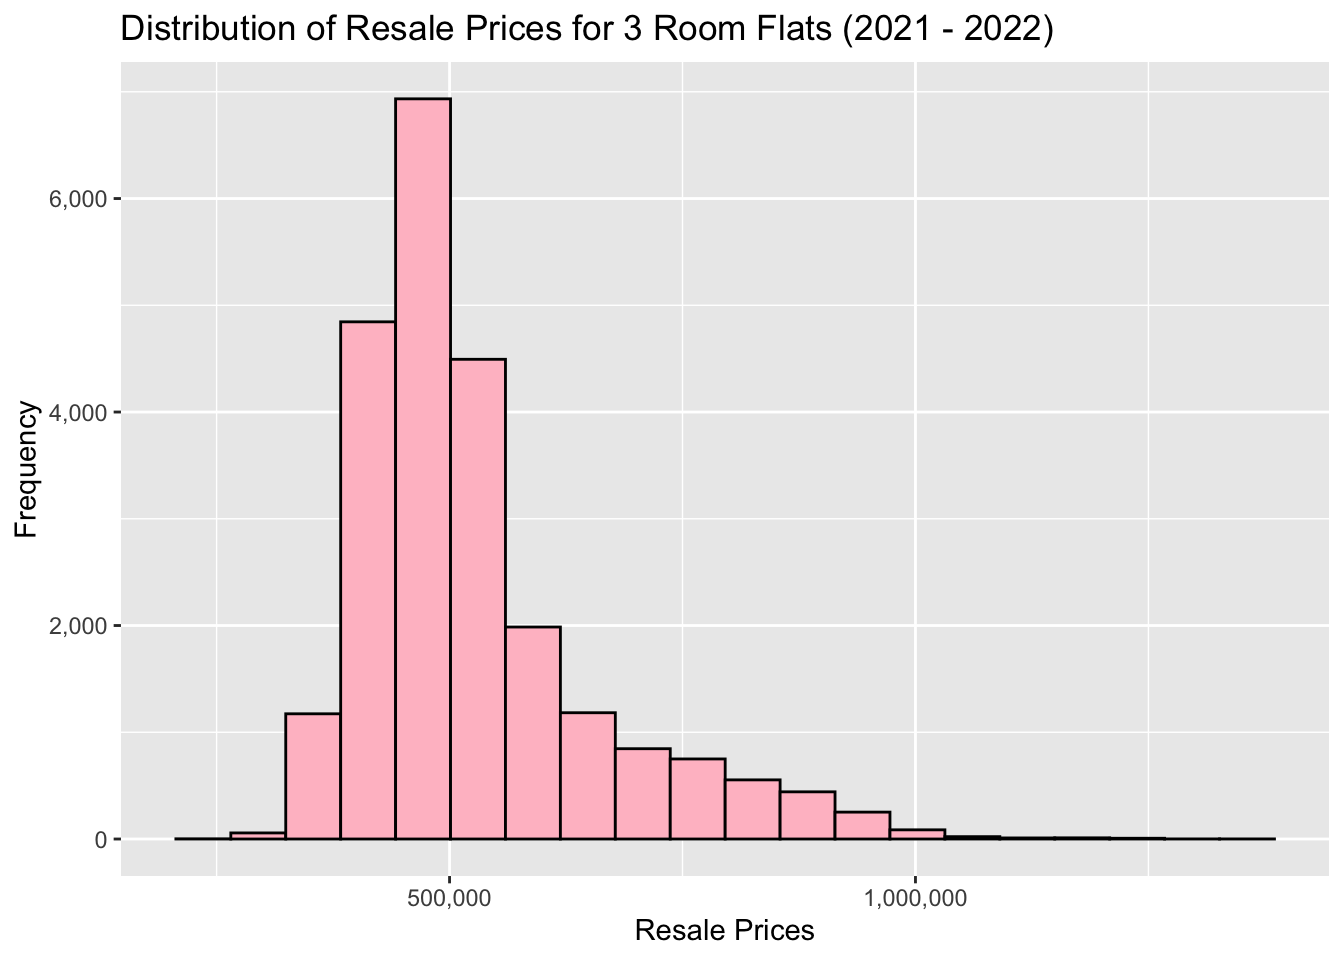 Distribution of Resale Prices for 3 Room Flats (2021 - 2022)
6,000
4,000
2,000
0
Frequency
500,000
1,000,000
Resale Prices